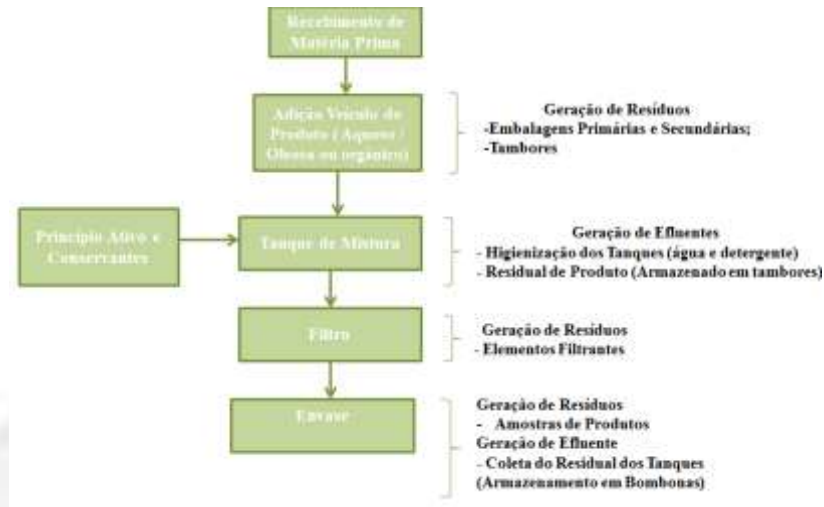 Recebimento de
Matéria Prima
Adição Veículo do
Produto ( Aquoso /
Oleosa ou orgânico)
Geração de Resíduos
-Embalagens Primárias e Secundárias;
-Tambores
Princípio Ativo e
Conservantes
Tanque de Mistura
Geração de Efluentes
- Higienização dos Tanques (água e detergente)
- Residual de Produto (Armazenado em tambores)
Filtro
Geração de Resíduos
- Elementos Filtrantes
Envase
Geração de Resíduos
- Amostras de Produtos
Geração de Efluente
- Coleta do Residual dos Tanques
(Armazenamento em Bombonas)